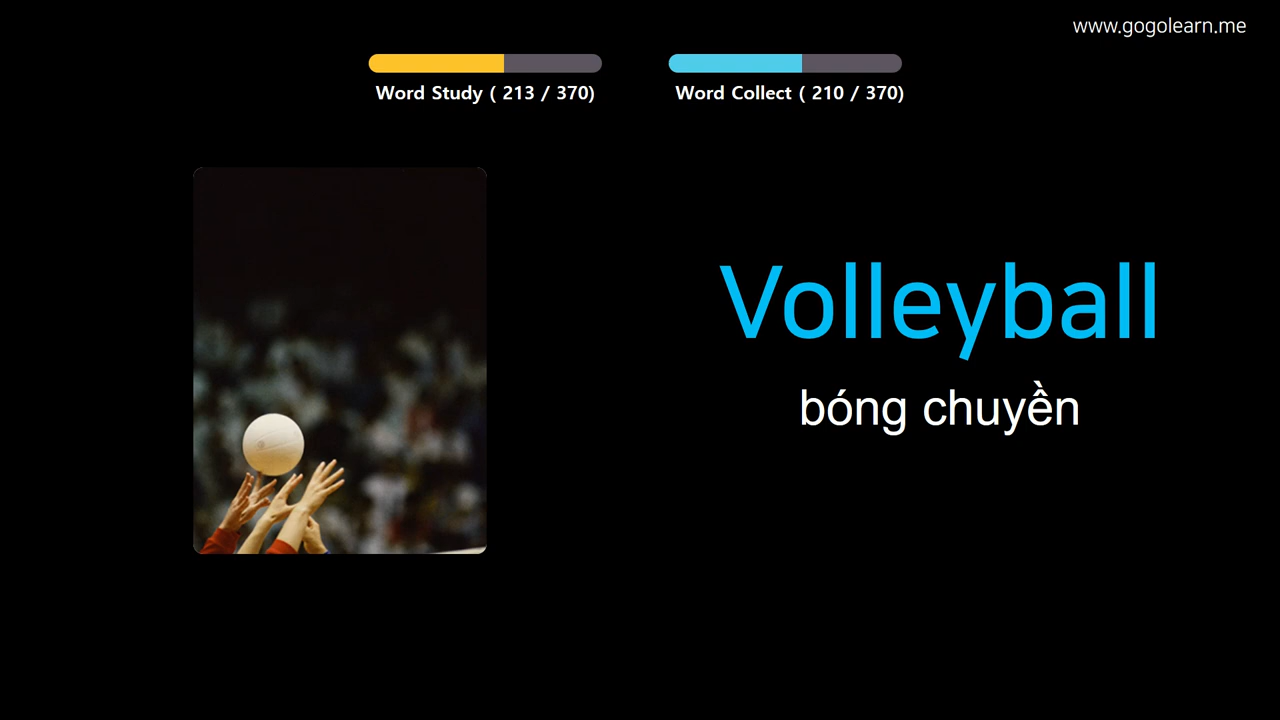 www.gogolearn.me
Word Study ( 213 / 370)
Word Collect ( 210 / 370)
Volleyball
bóng chuyền